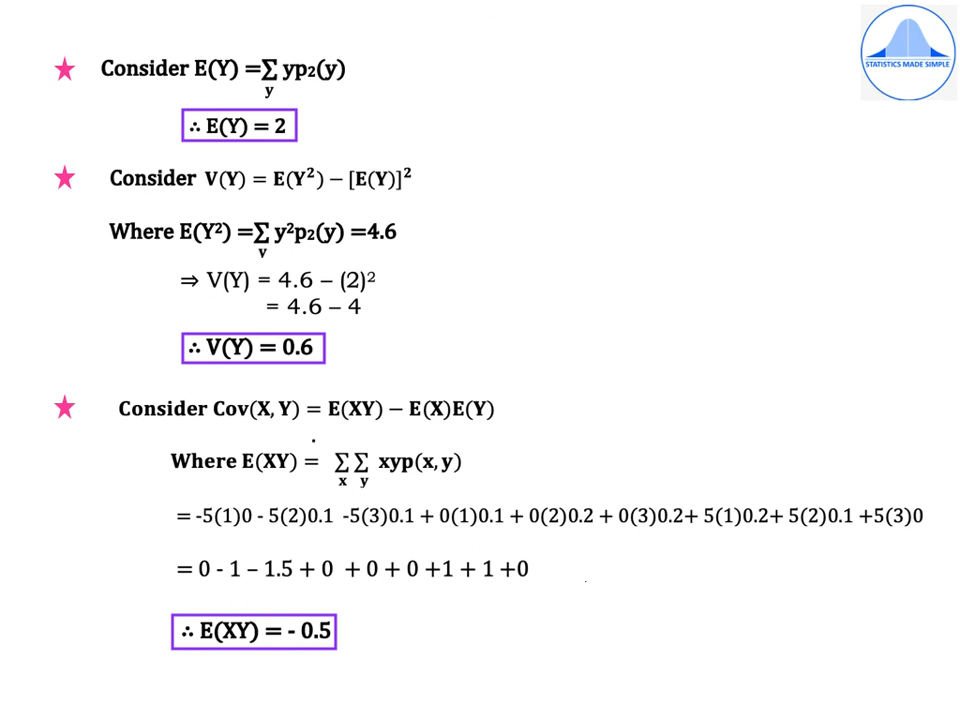 STATISTICS MADE SIMPLE
★ Consider E(Y) =∑ yp₂(y)
y
∴ E(Y) = 2
★ Consider V(Y) = E(Y²) − [E(Y)]²
Where E(Y²) =∑ y²p₂(y) =4.6
y
⇒ V(Y) = 4.6 − (2)²
= 4.6 − 4
∴ V(Y) = 0.6
★ Consider Cov(X, Y) = E(XY) − E(X)E(Y)
Where E(XY) = ∑∑ xyp(x, y)
x y
= -5(1)0 - 5(2)0.1 -5(3)0.1 + 0(1)0.1 + 0(2)0.2 + 0(3)0.2+ 5(1)0.2+ 5(2)0.1 +5(3)0
= 0 - 1 – 1.5 + 0 + 0 + 0 +1 + 1 +0
∴ E(XY) = - 0.5